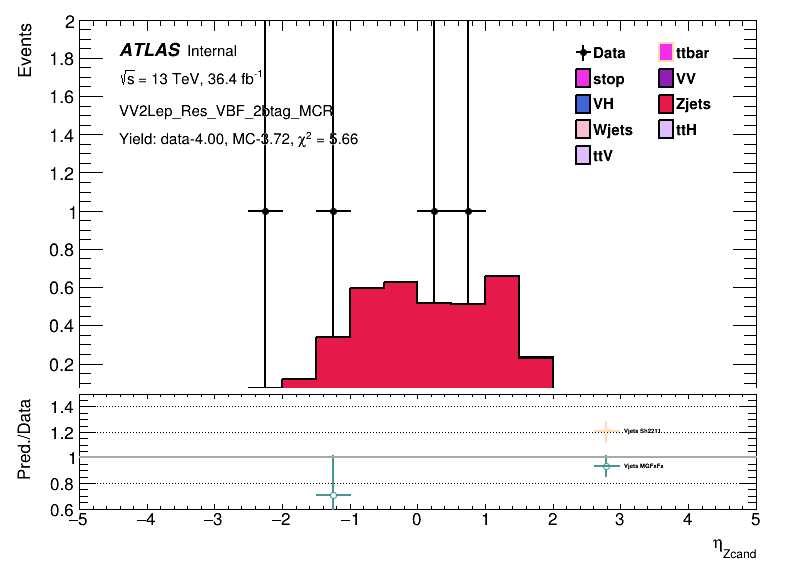 Events
2
1.8
1.6
1.4
1.2
1
0.8
0.6
0.4
0.2
ATLAS Internal
√s = 13 TeV, 36.4 fb⁻¹
VV2Lep_Res_VBF_2btag_MCR
Yield: data-4.00, MC-3.72, χ² = 5.66
Data
ttbar
stop
VV
VH
Zjets
Wjets
ttH
ttV
Pred./Data
1.4
1.2
1
0.8
0.6
Vjets Sh2211
Vjets MGFxFx
−5 −4 −3 −2 −1 0 1 2 3 4 5
η_Zcand